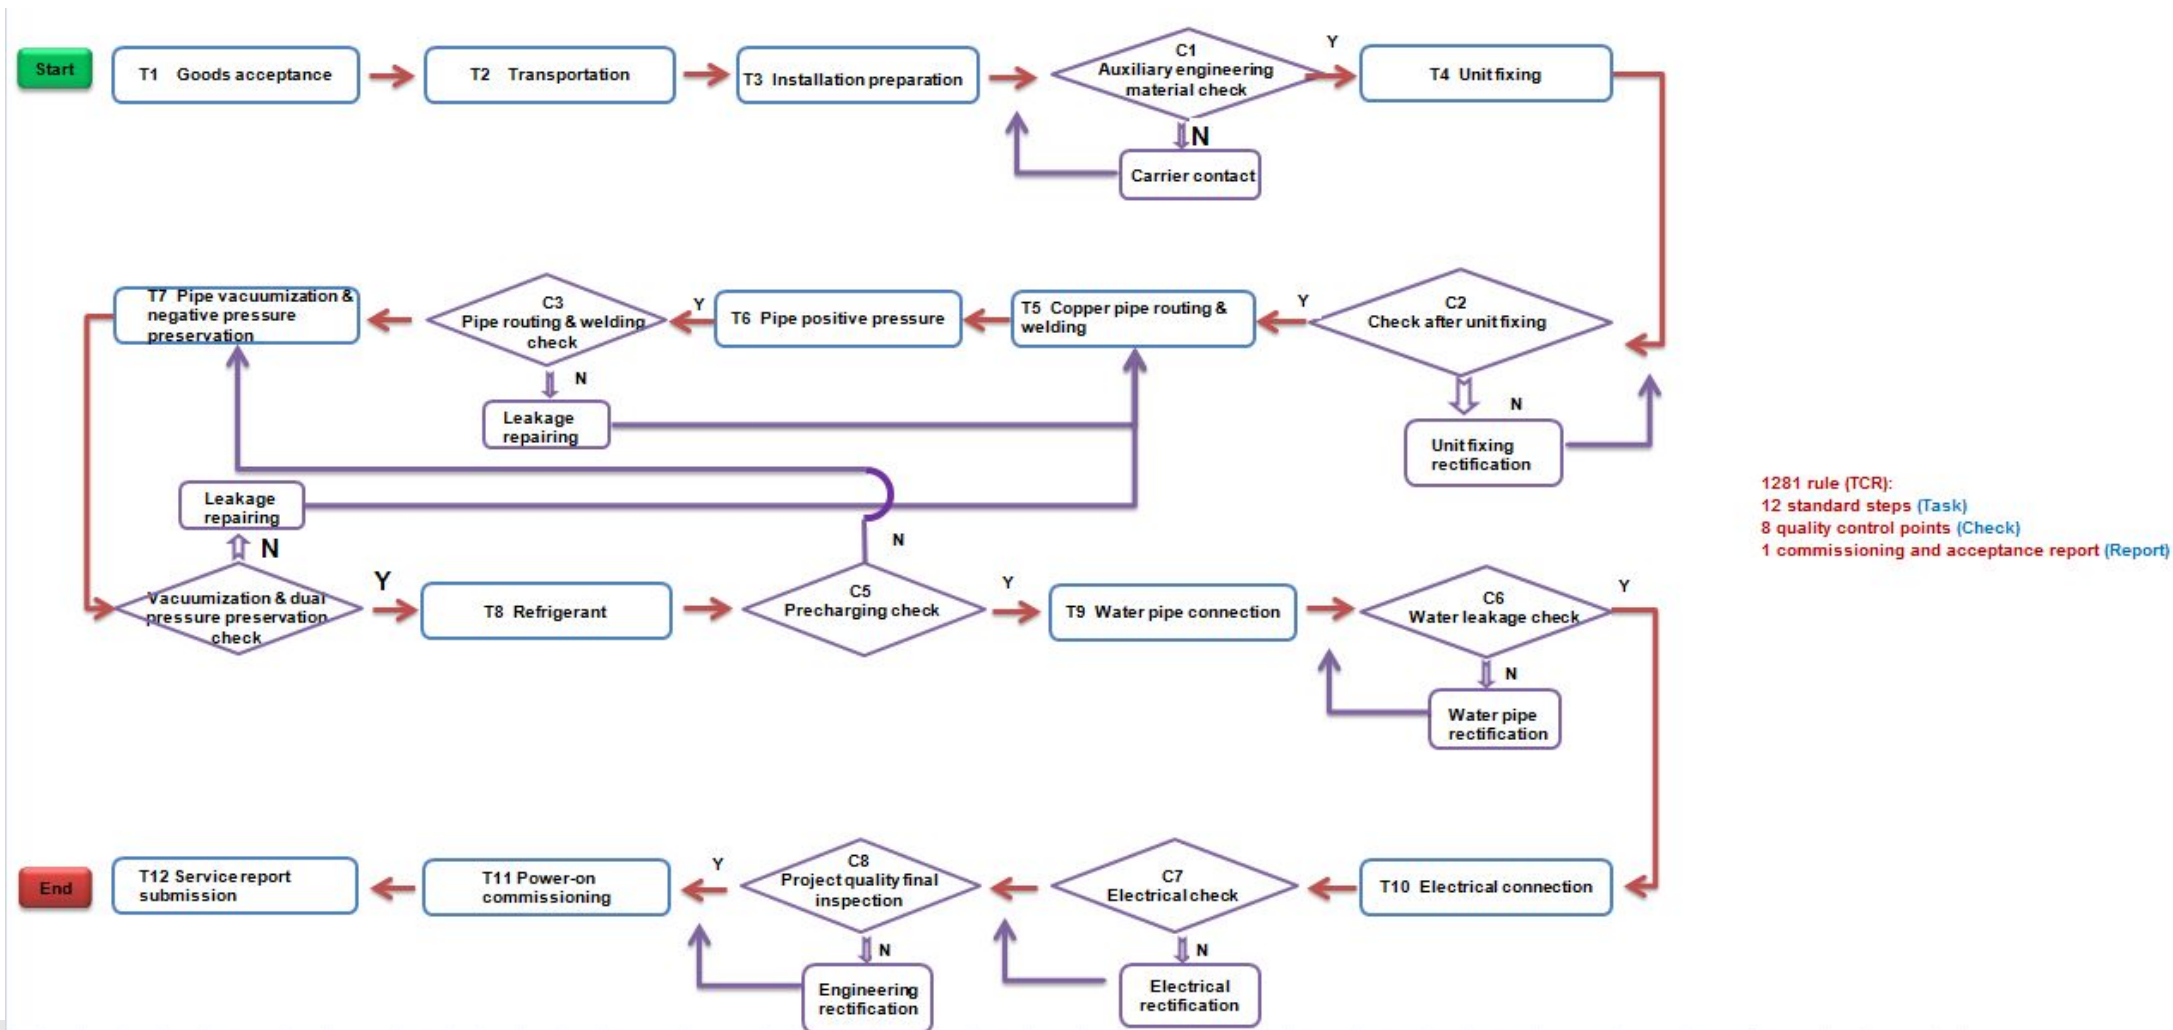 Start
T1 Goods acceptance
T2 Transportation
T3 Installation preparation
C1
Auxiliary engineering
material check
Y
T4 Unit fixing
N
Carrier contact
T7 Pipe vacuumization &
negative pressure
preservation
C3
Pipe routing & welding
check
Y
T6 Pipe positive pressure
T5 Copper pipe routing &
welding
Y
C2
Check after unit fixing
N
Leakage
repairing
N
Unit fixing
rectification
1281 rule (TCR):
12 standard steps (Task)
8 quality control points (Check)
1 commissioning and acceptance report (Report)
Leakage
repairing
N
Vacuumization & dual
pressure preservation
check
Y
T8 Refrigerant
N
C5
Precharging check
Y
T9 Water pipe connection
C6
Water leakage check
Y
N
Water pipe
rectification
End
T12 Service report
submission
T11 Power-on
commissioning
Y
C8
Project quality final
inspection
C7
Electrical check
T10 Electrical connection
N
Engineering
rectification
N
Electrical
rectification